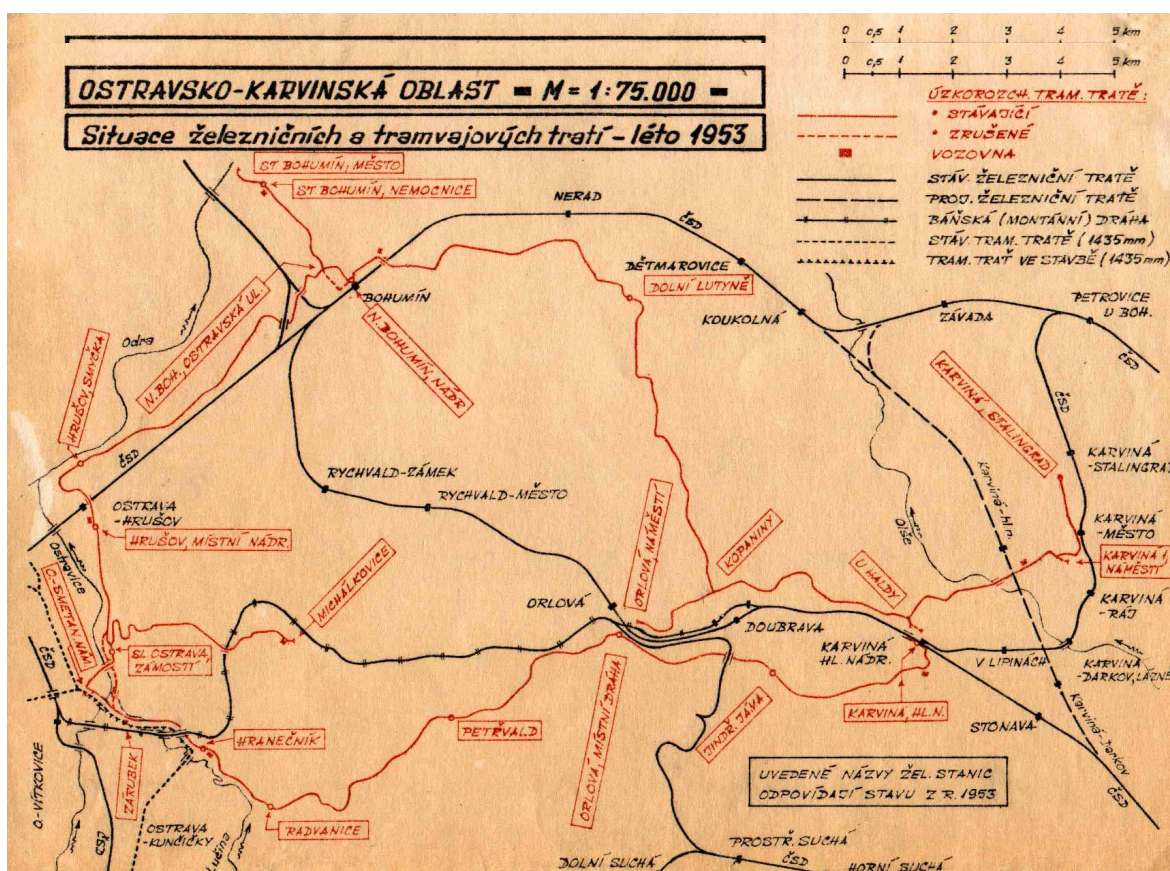 0 0,5 1 2 3 4 5 km
0 0,5 1 2 3 4 5 km
OSTRAVSKO-KARVINSKÁ OBLAST = M = 1:75.000 =
Situace železničních a tramvajových tratí – léto 1953
ÚZKOROZCH. TRAM. TRATĚ:
• STÁVAJÍCÍ
• ZRUŠENÉ
VOZOVNA
STÁV. ŽELEZNIČNÍ TRATĚ
PROJ. ŽELEZNIČNÍ TRATĚ
BÁŇSKÁ (MONTÁNNÍ) DRÁHA
STÁV. TRAM. TRATĚ (1435mm)
TRAM. TRAŤ VE STAVBĚ (1435mm)
ST. BOHUMÍN, MĚSTO
ST. BOHUMÍN, NEMOCNICE
NERAD
ČSD
DĚTMAROVICE
DOLNÍ LUTYNĚ
BOHUMÍN
KOUKOLNÁ
ZÁVADA
PETROVICE
U BOH.
ČSD
N. BOH., OSTRAVSKÁ UL.
N. BOHUMÍN, NÁDR.
Odra
HRUŠOV, SMYČKA
ČSD
KARVINÁ, STALINGRAD
ČSD
KARVINÁ
-STALINGRAD
RYCHVALD-ZÁMEK
RYCHVALD-MĚSTO
OSTRAVA
-HRUŠOV
HRUŠOV, MÍSTNÍ NÁDR.
Karviná-hl.n.
Olše
KARVINÁ-
MĚSTO
KARVINÁ 1,
NÁMĚSTÍ
Ostravice
O.-SMETAN. NÁM.
MICHÁLKOVICE
ORLOVÁ, NÁMĚSTÍ
KOPANINY
U HALDY
KARVINÁ
-RÁJ
ORLOVÁ
DOUBRAVA
SL. OSTRAVA,
ZÁMOSTÍ
KARVINÁ
HL. NÁDR.
V LIPINÁCH
KARVINÁ
-DARKOV, LÁZNĚ
ČSD
KARVINÁ, HL.N.
STONAVA
Karviná-Darkov
ČSD
PETŘVALD
HRANEČNÍK
ORLOVÁ, MÍSTNÍ DRÁHA
JINDŘ. JÁMA
O.-VÍTKOVICE
ZÁRUBEK
RADVANICE
UVEDENÉ NÁZVY ŽEL. STANIC
ODPOVÍDAJÍ STAVU Z R. 1953
ČSD
OSTRAVA
-KUNČIČKY
Lučina
DOLNÍ SUCHÁ
PROSTŘ. SUCHÁ
ČSD
HORNÍ SUCHÁ